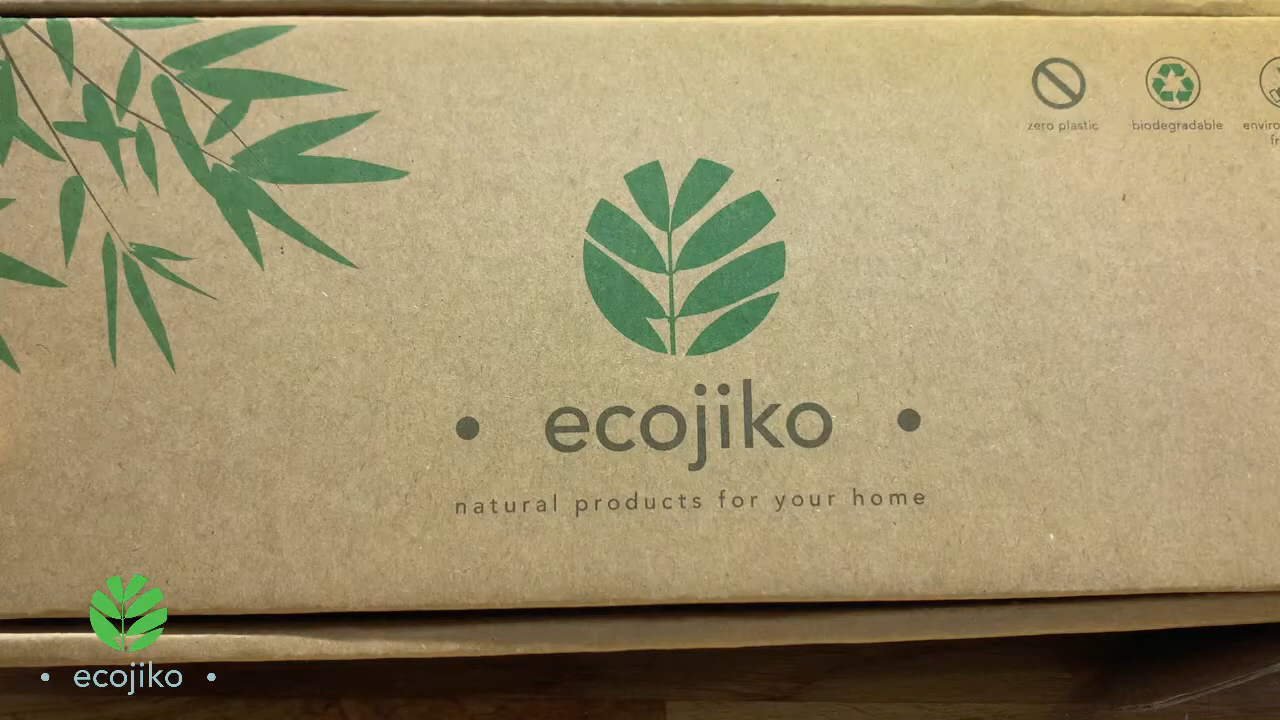 zero plastic
biodegradable
• ecojiko •
natural products for your home
• ecojiko •